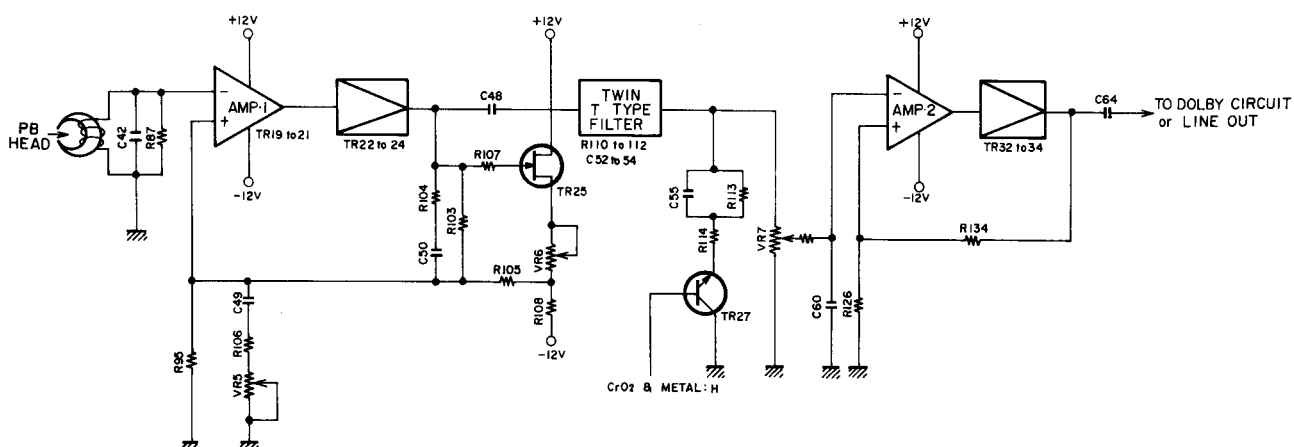 +12V
+12V
+12V
PB
HEAD
C42
R87
AMP·1
TR19 to 21
-12V
TR22 to 24
C48
TWIN
T TYPE
FILTER
R110 to 112
C52 to 54
R107
TR25
R104
R103
C50
R105
VR6
R108
-12V
C49
R106
VR5
R95
C55
R113
R114
TR27
CrO2 & METAL:H
VR7
C60
R126
AMP·2
-12V
TR32 to 34
R134
C64
TO DOLBY CIRCUIT
or LINE OUT